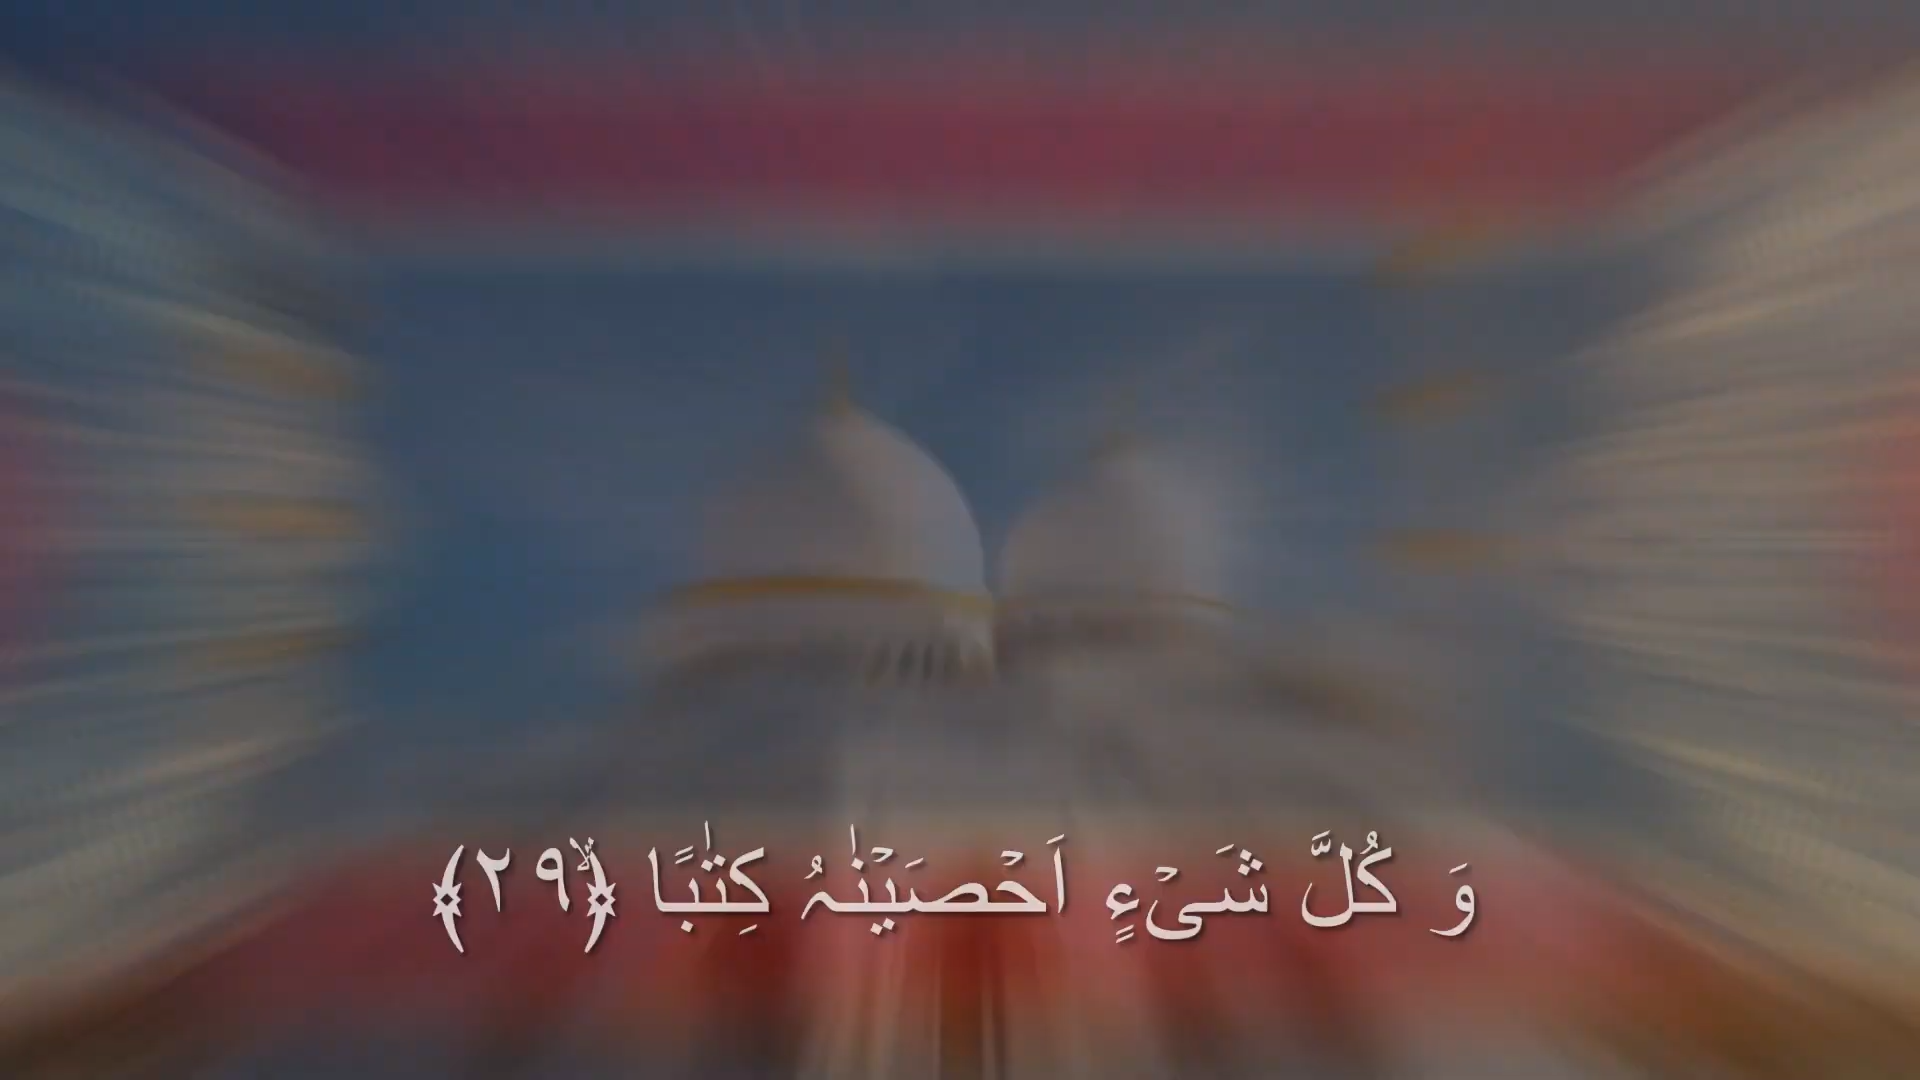 وَ کُلَّ شَیۡءٍ اَحۡصَیۡنٰہُ کِتٰبًا ﴿ۙ۲۹﴾